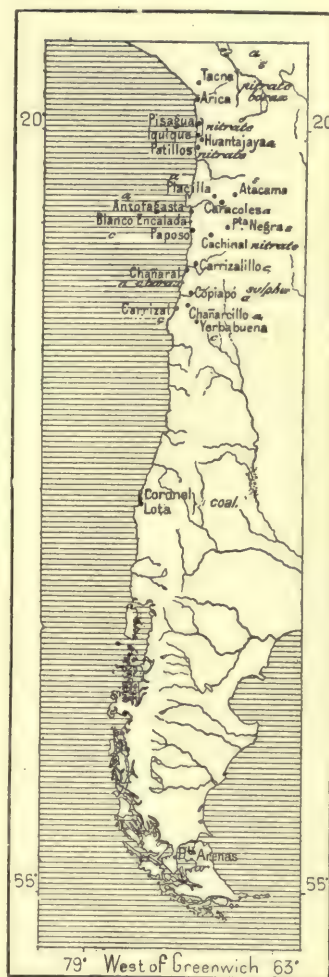 a
s
Tacna
nitrate
borax
Arica
20 20
Pisagua nitrate
Iquique Huantajaya a
Patillos nitrate
a s
Placilla Atacama
a
Antofagasta Caracoles a
Blanco Encalada Pta Negra s
c Paposo
Cachinal nitrate
Carrizalillo c
Chañaral
a
sulphur
Copiapó a
Carrizal Chañarcillo a
c Yerbabuena
c
Coronel coal.
Lota
Pta Arenas
55 55
79° West of Greenwich 63°